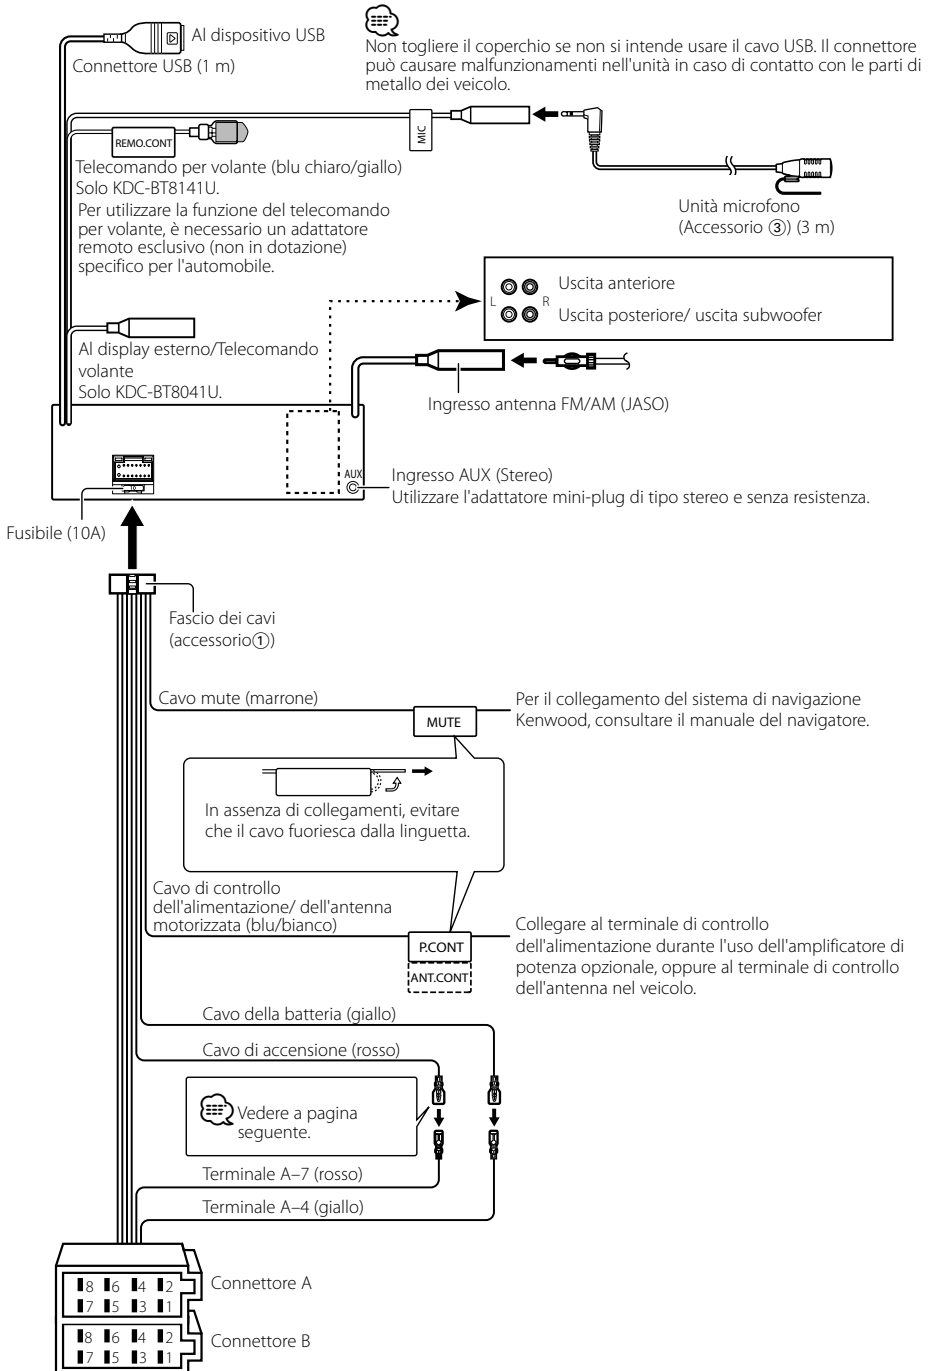 Al dispositivo USB
Connettore USB (1 m)
Non togliere il coperchio se non si intende usare il cavo USB. Il connettore
può causare malfunzionamenti nell'unità in caso di contatto con le parti di
metallo dei veicolo.
MIC
REMO.CONT
Telecomando per volante (blu chiaro/giallo)
Solo KDC-BT8141U.
Per utilizzare la funzione del telecomando
per volante, è necessario un adattatore
remoto esclusivo (non in dotazione)
specifico per l'automobile.
Unità microfono
(Accessorio ③) (3 m)
L R
Uscita anteriore
Uscita posteriore/ uscita subwoofer
Al display esterno/Telecomando
volante
Solo KDC-BT8041U.
Ingresso antenna FM/AM (JASO)
AUX
Ingresso AUX (Stereo)
Utilizzare l'adattatore mini-plug di tipo stereo e senza resistenza.
10
Fusibile (10A)
Fascio dei cavi
(accessorio①)
Cavo mute (marrone)
MUTE
Per il collegamento del sistema di navigazione
Kenwood, consultare il manuale del navigatore.
In assenza di collegamenti, evitare
che il cavo fuoriesca dalla linguetta.
Cavo di controllo
dell'alimentazione/ dell'antenna
motorizzata (blu/bianco)
P.CONT
ANT.CONT
Collegare al terminale di controllo
dell'alimentazione durante l'uso dell'amplificatore di
potenza opzionale, oppure al terminale di controllo
dell'antenna nel veicolo.
Cavo della batteria (giallo)
Cavo di accensione (rosso)
Vedere a pagina
seguente.
Terminale A–7 (rosso)
Terminale A–4 (giallo)
8 6 4 2
7 5 3 1
Connettore A
8 6 4 2
7 5 3 1
Connettore B